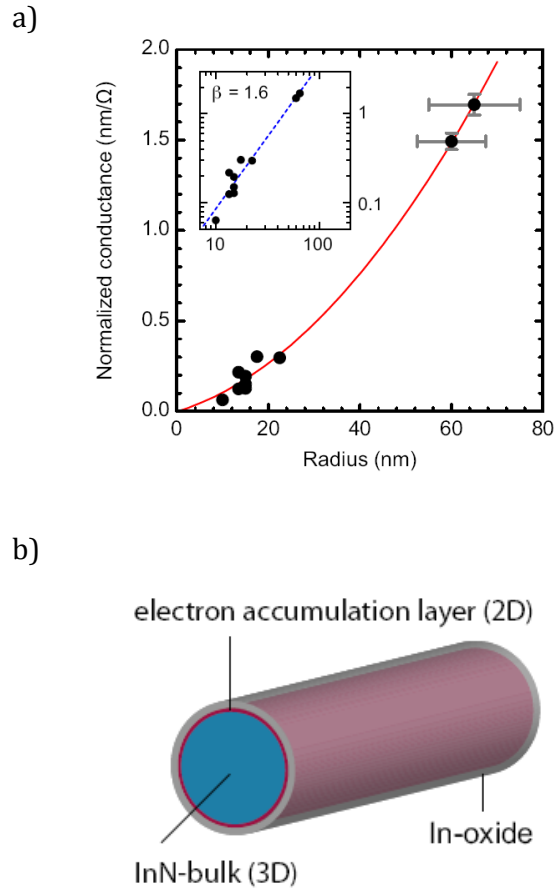 a)
2.0
1.5
1.0
0.5
0.0
Normalized conductance (nm/Ω)
β = 1.6
1
0.1
10 100
0 20 40 60 80
Radius (nm)
b)
electron accumulation layer (2D)
In-oxide
InN-bulk (3D)